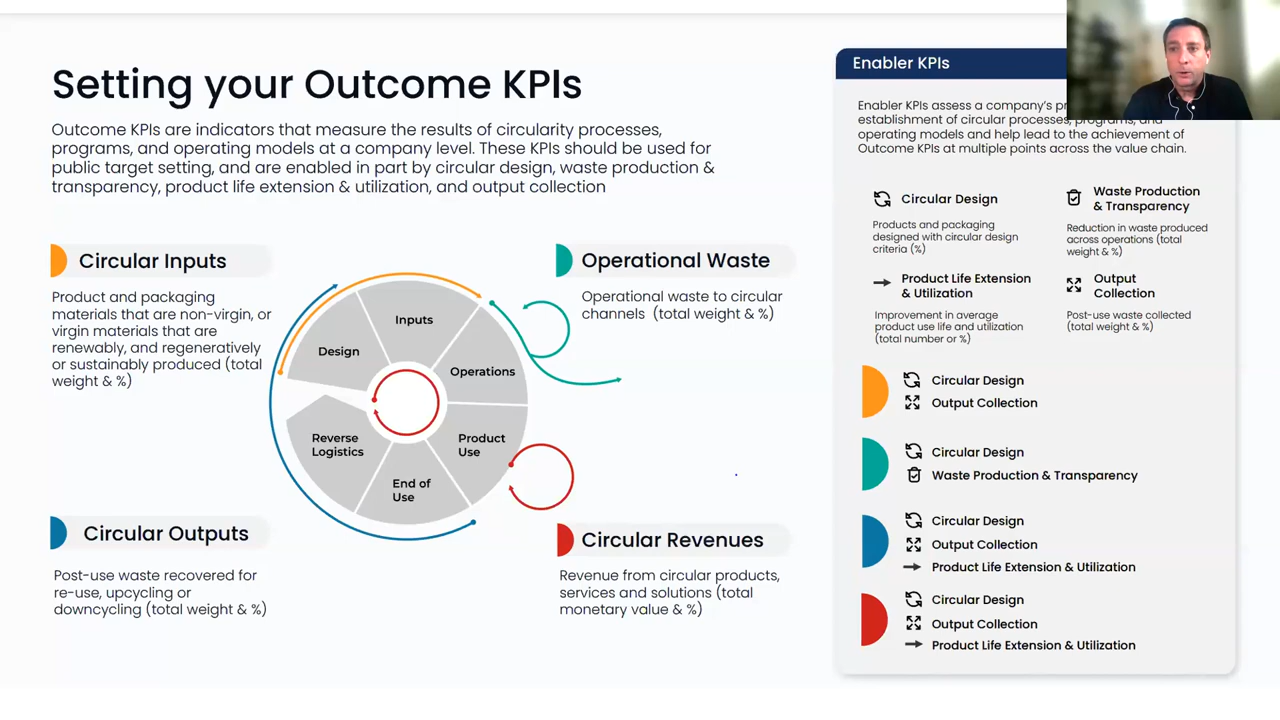 Setting your Outcome KPIs
Outcome KPIs are indicators that measure the results of circularity processes,
programs, and operating models at a company level. These KPIs should be used for
public target setting, and are enabled in part by circular design, waste production &
transparency, product life extension & utilization, and output collection
Circular Inputs
Product and packaging
materials that are non-virgin, or
virgin materials that are
renewably, and regeneratively
or sustainably produced (total
weight & %)
Operational Waste
Operational waste to circular
channels (total weight & %)
Inputs
Design
Operations
Reverse
Logistics
Product
Use
End of
Use
Circular Outputs
Post-use waste recovered for
re-use, upcycling or
downcycling (total weight & %)
Circular Revenues
Revenue from circular products,
services and solutions (total
monetary value & %)
Enabler KPIs
Enabler KPIs assess a company's
establishment of circular processes, programs, and
operating models and help lead to the achievement of
Outcome KPIs at multiple points across the value chain.
Circular Design
Products and packaging
designed with circular design
criteria (%)
Waste Production
& Transparency
Reduction in waste produced
across operations (total
weight & %)
Product Life Extension
& Utilization
Improvement in average
product use life and utilization
(total number or %)
Output
Collection
Post-use waste collected
(total weight & %)
Circular Design
Output Collection
Circular Design
Waste Production & Transparency
Circular Design
Output Collection
Product Life Extension & Utilization
Circular Design
Output Collection
Product Life Extension & Utilization